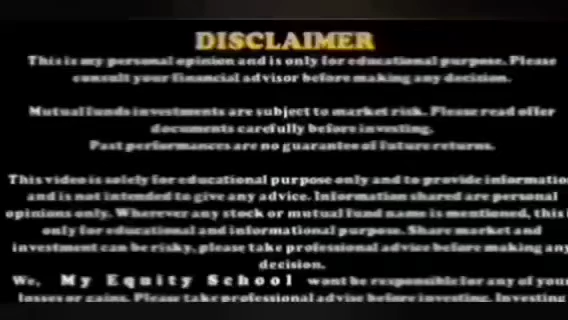 DISCLAIMER
This is my personal opinion and is only for educational purpose. Please
consult your financial advisor before making any decision.
Mutual funds investments are subject to market risk. Please read offer
documents carefully before investing.
Past performances are no guarantee of future returns.
This video is solely for educational purpose only and to provide informatio
and is not intended to give any advice. Information shared are personal
opinions only. Wherever any stock or mutual fund name is mentioned, this i
only for educational and informational purpose. Share market and
investment can be risky, please take professional advice before making any
decision.
We, My Equity School wont be responsible for any of your
losses or gains. Please take professional advise before investing. Investing